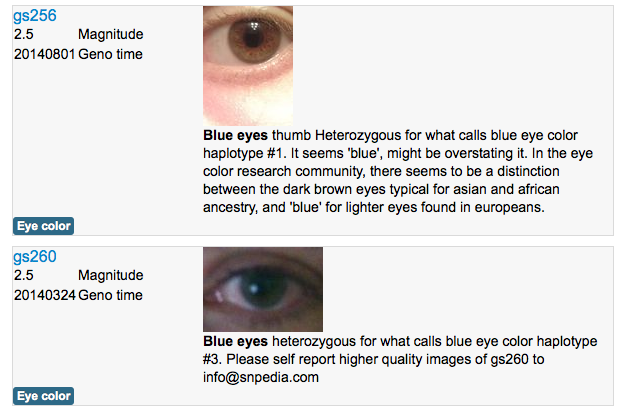 gs256
2.5 Magnitude
20140801 Geno time
Blue eyes thumb Heterozygous for what calls blue eye color
haplotype #1. It seems 'blue', might be overstating it. In the eye
color research community, there seems to be a distinction
between the dark brown eyes typical for asian and african
ancestry, and 'blue' for lighter eyes found in europeans.
Eye color
gs260
2.5 Magnitude
20140324 Geno time
Blue eyes heterozygous for what calls blue eye color haplotype
#3. Please self report higher quality images of gs260 to
info@snpedia.com
Eye color